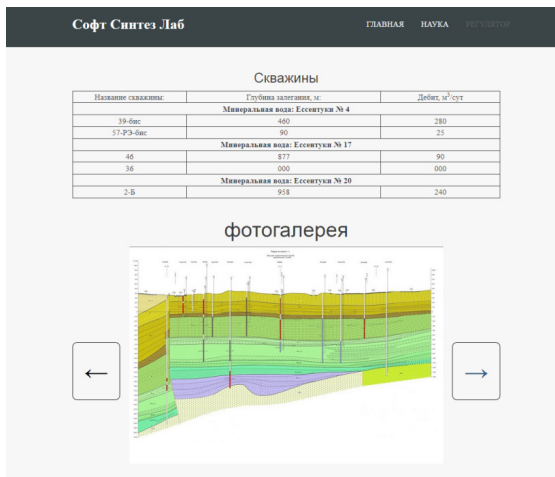 Софт Синтез Лаб
ГЛАВНАЯ НАУКА РЕГУЛЯТОР
Скважины
Название скважины: Глубина залегания, м: Дебит, м³/сут
Минеральная вода: Ессентуки № 4
39-бис 460 280
57-РЭ-бис 90 25
Минеральная вода: Ессентуки № 17
46 877 90
36 000 000
Минеральная вода: Ессентуки № 20
2-Б 958 240
фотогалерея
← →